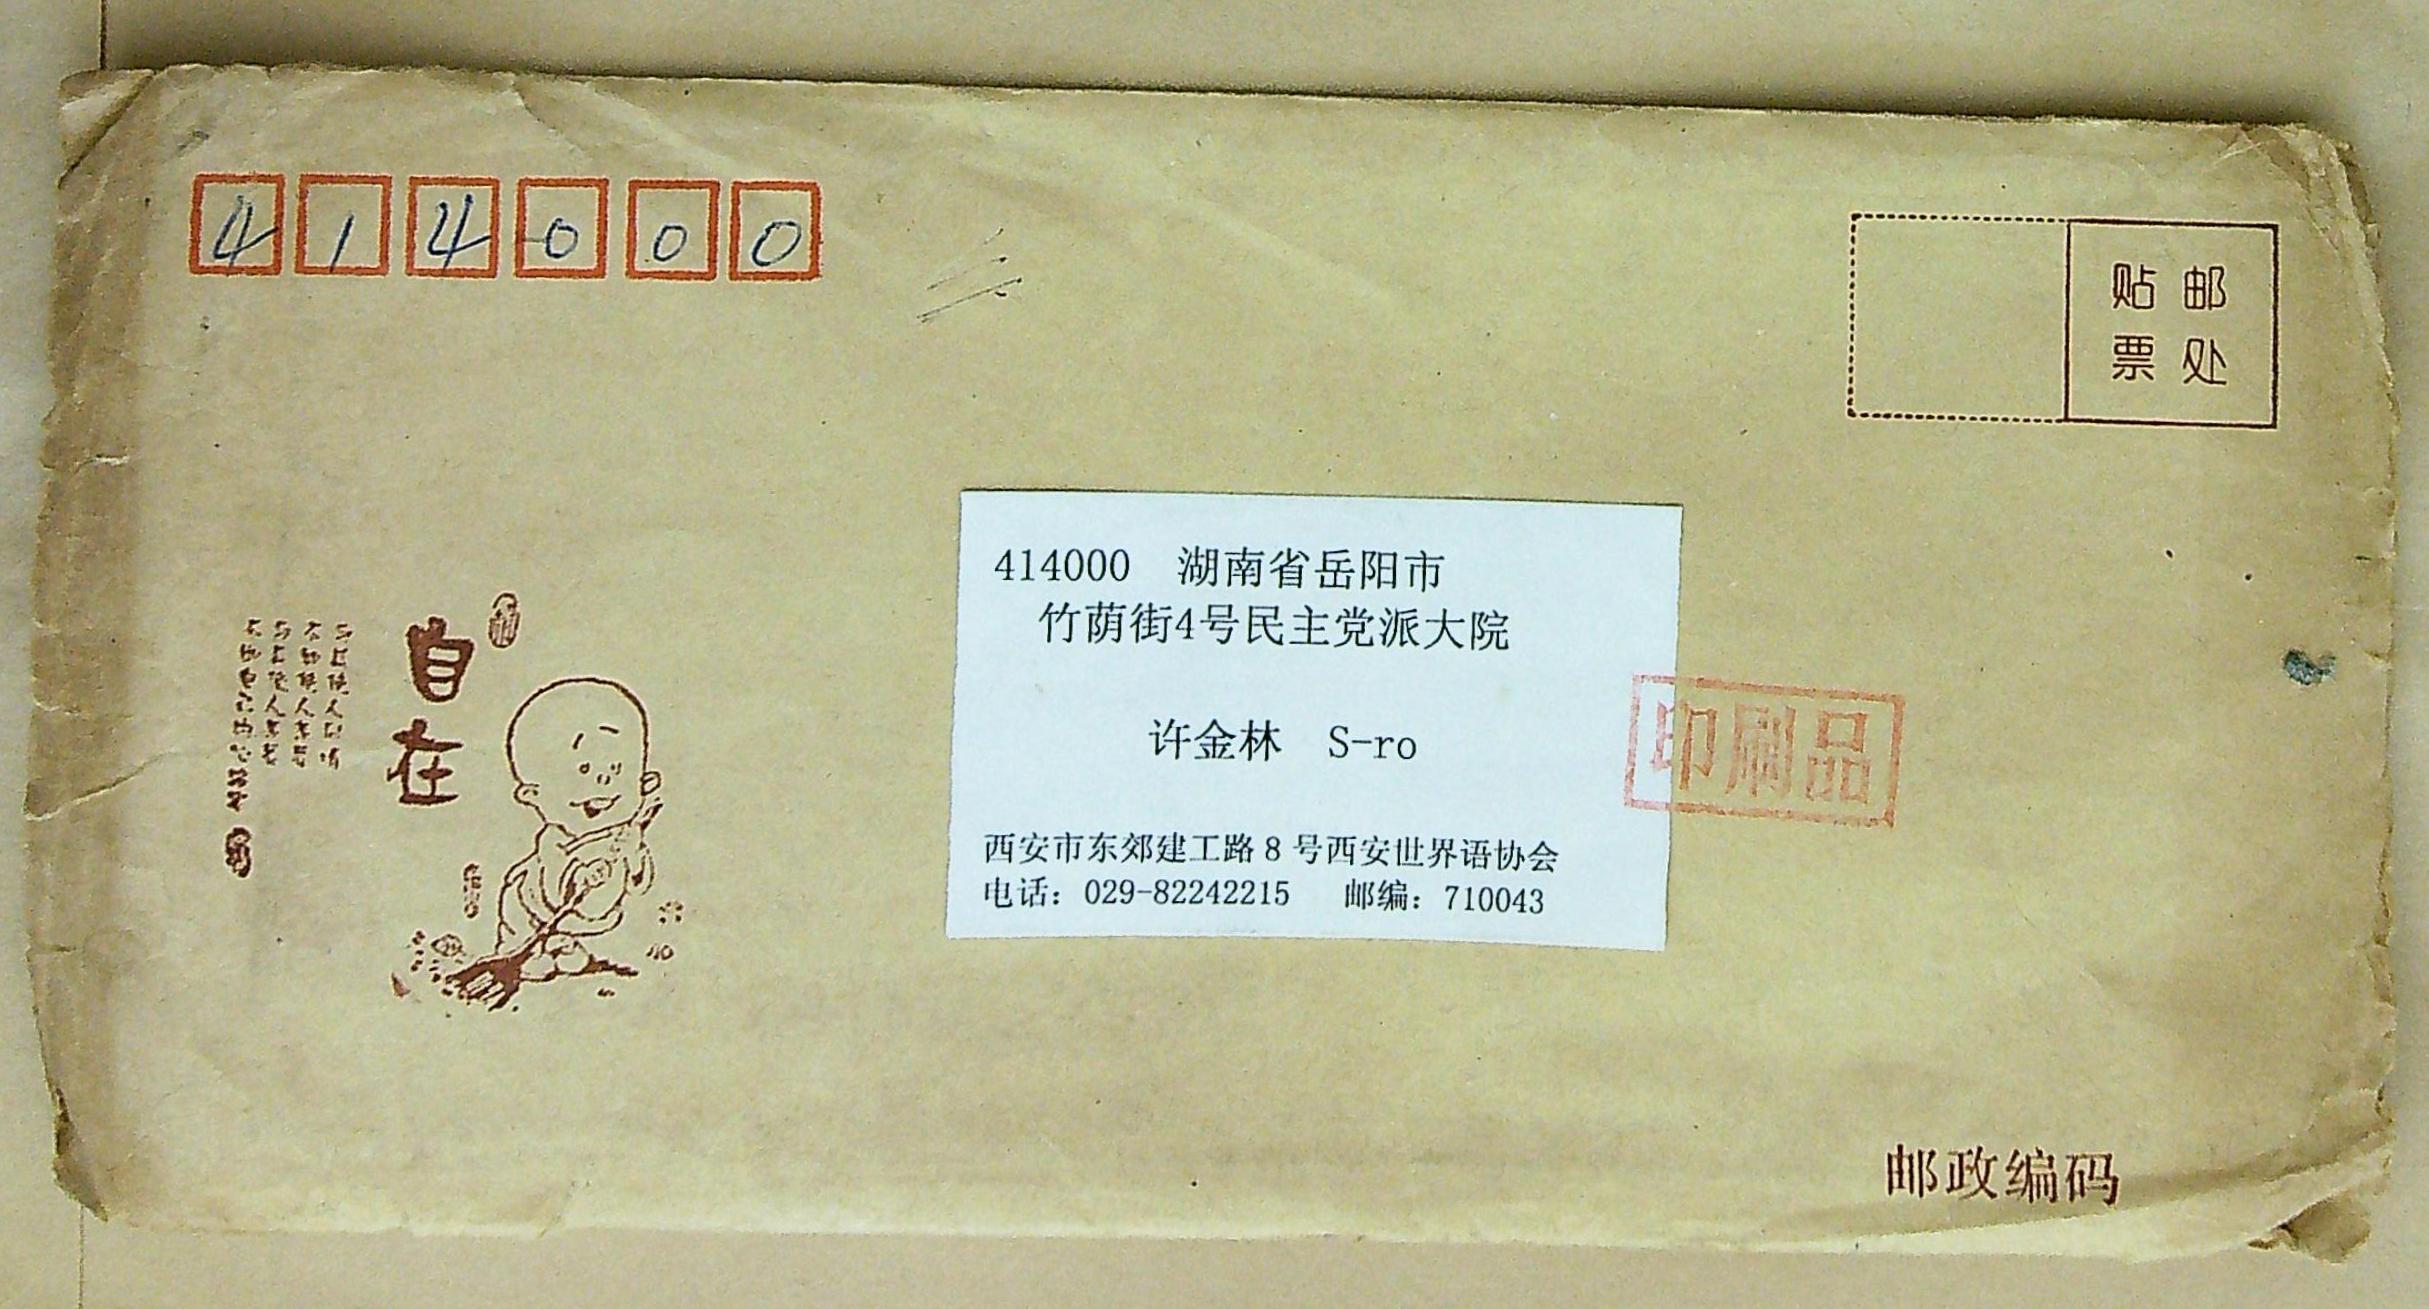 414000
贴邮
票处
414000 湖南省岳阳市
竹荫街4号民主党派大院
许金林 S-ro
印刷品
西安市东郊建工路8号西安世界语协会
电话：029-82242215 邮编：710043
自在
邮政编码